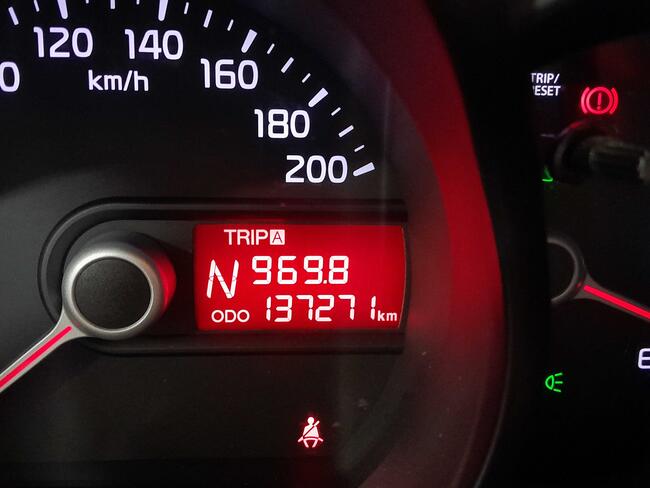 120
140
km/h
160
180
200
TRIP A
N 969.8
ODO 137271 km
TRIP/
RESET